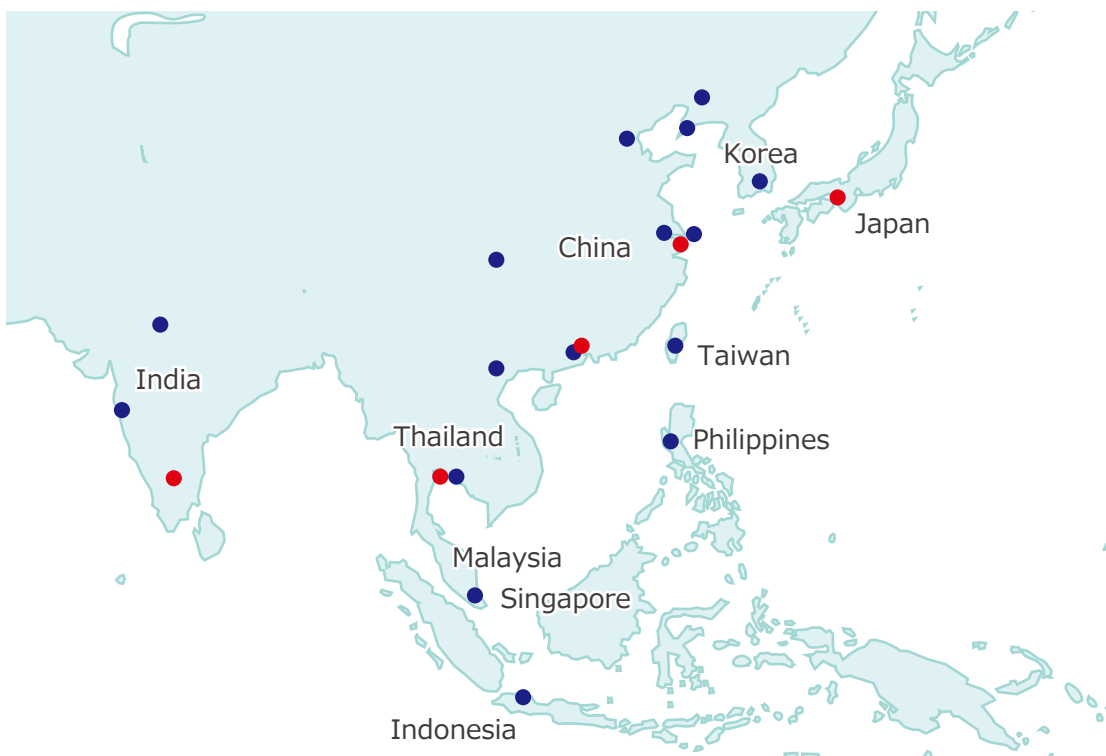 Korea
Japan
China
Taiwan
India
Thailand
Philippines
Malaysia
Singapore
Indonesia